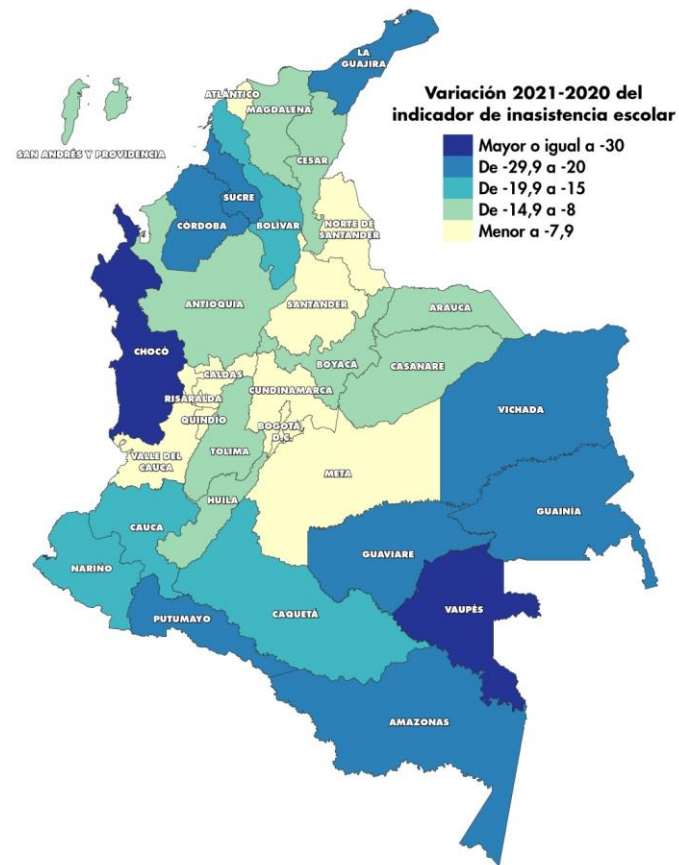 LA
GUAJIRA
Variación 2021-2020 del
indicador de inasistencia escolar
Mayor o igual a -30
De -29,9 a -20
De -19,9 a -15
De -14,9 a -8
Menor a -7,9
ATLÁNTICO
MAGDALENA
SAN ANDRÉS Y PROVIDENCIA
CESAR
SUCRE
CÓRDOBA
BOLÍVAR
NORTE DE
SANTANDER
ANTIOQUIA
SANTANDER
ARAUCA
CHOCÓ
BOYACÁ
CASANARE
CALDAS
RISARALDA
CUNDINAMARCA
VICHADA
QUINDÍO
BOGOTÁ,
D.C.
VALLE DEL
CAUCA
TOLIMA
META
HUILA
GUAINÍA
CAUCA
GUAVIARE
NARIÑO
VAUPÉS
PUTUMAYO
CAQUETÁ
AMAZONAS